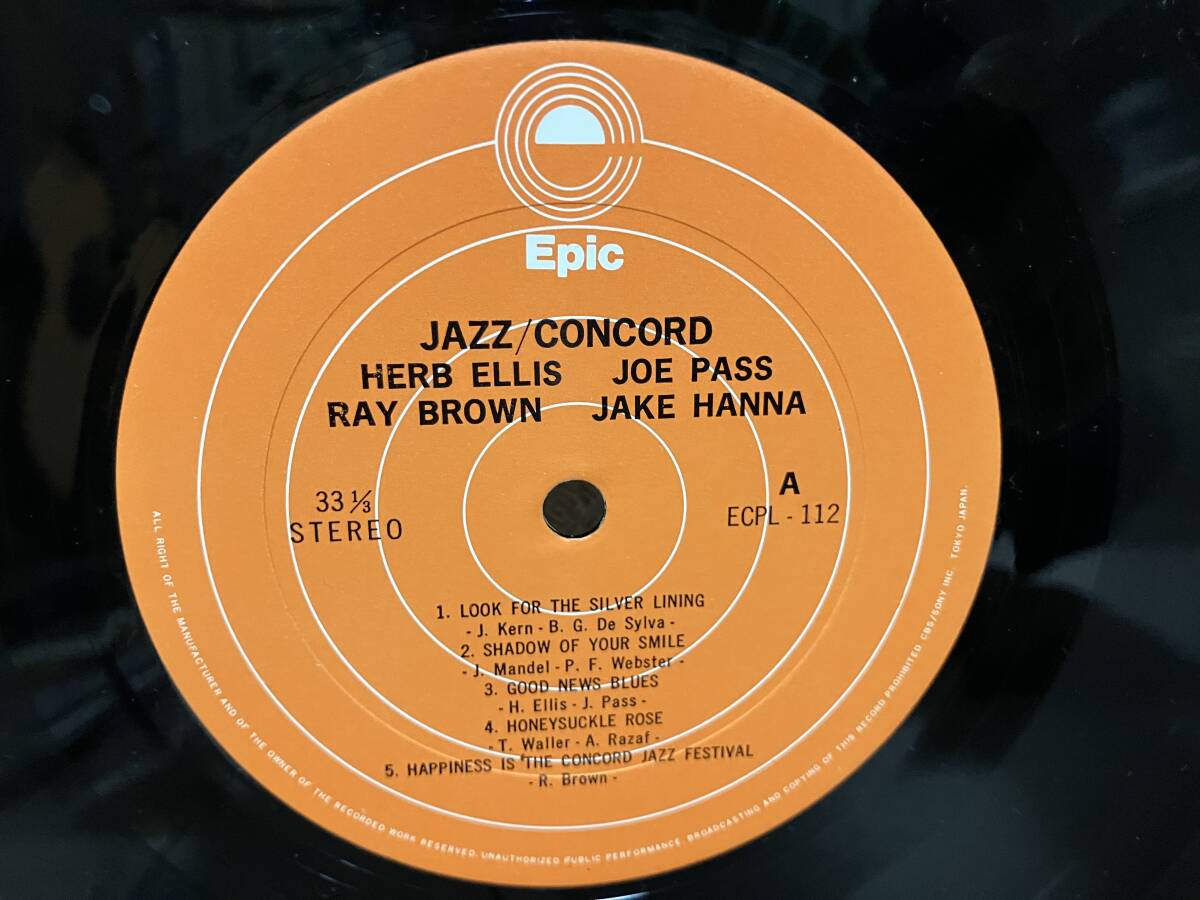 Epic
JAZZ/CONCORD
HERB ELLIS JOE PASS
RAY BROWN JAKE HANNA
33 1/3
STEREO
A
ECPL - 112
1. LOOK FOR THE SILVER LINING
- J. Kern - B. G. De Sylva -
2. SHADOW OF YOUR SMILE
- J. Mandel - P. F. Webster -
3. GOOD NEWS BLUES
- H. Ellis - J. Pass -
4. HONEYSUCKLE ROSE
- T. Waller - A. Razaf -
5. HAPPINESS IS THE CONCORD JAZZ FESTIVAL
- R. Brown -
ALL RIGHT OF THE MANUFACTURER AND OF THE OWNER OF THE RECORDED WORK RESERVED. UNAUTHORIZED PUBLIC PERFORMANCE. BROADCASTING AND COPYING OF THIS RECORD PROHIBITED CBS/SONY INC. TOKYO JAPAN.